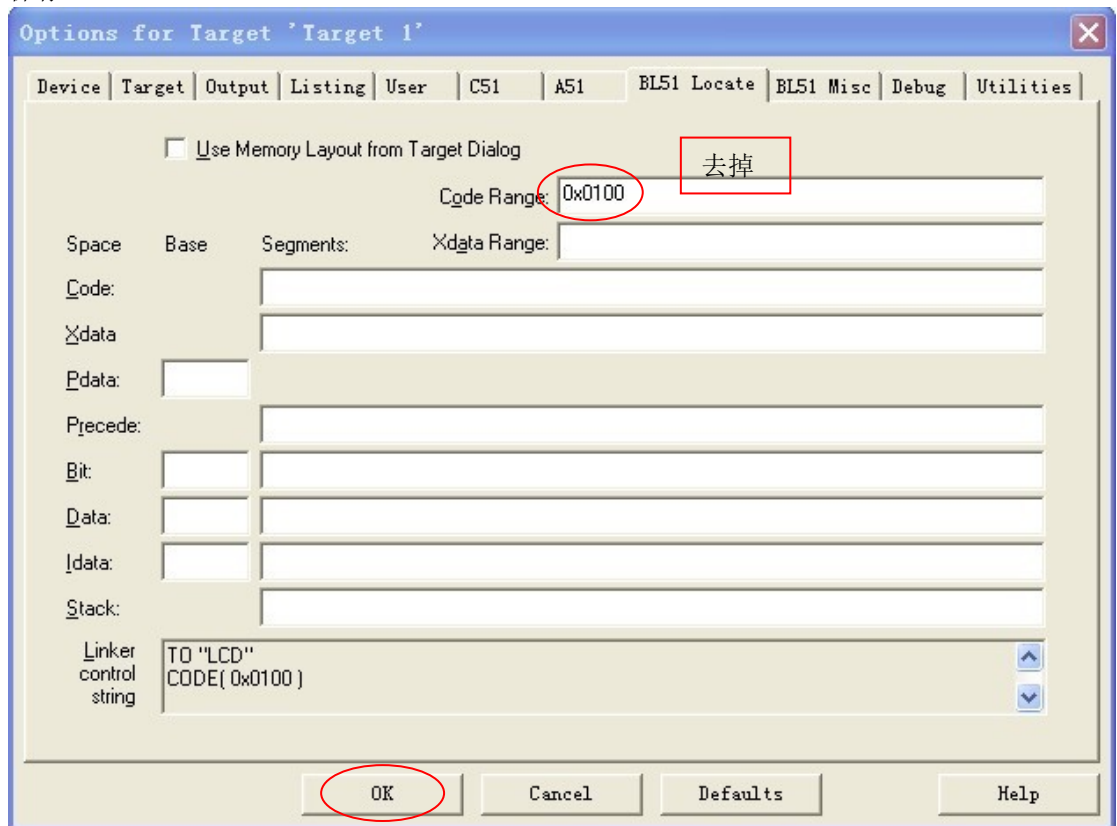 Options for Target 'Target 1'
Device Target Output Listing User C51 A51 BL51 Locate BL51 Misc Debug Utilities
Use Memory Layout from Target Dialog
去掉
Code Range: 0x0100
Space Base Segments: Xdata Range:
Code:
Xdata
Pdata:
Precede:
Bit:
Data:
Idata:
Stack:
Linker
control
string
TO "LCD"
CODE( 0x0100 )
OK Cancel Defaults Help